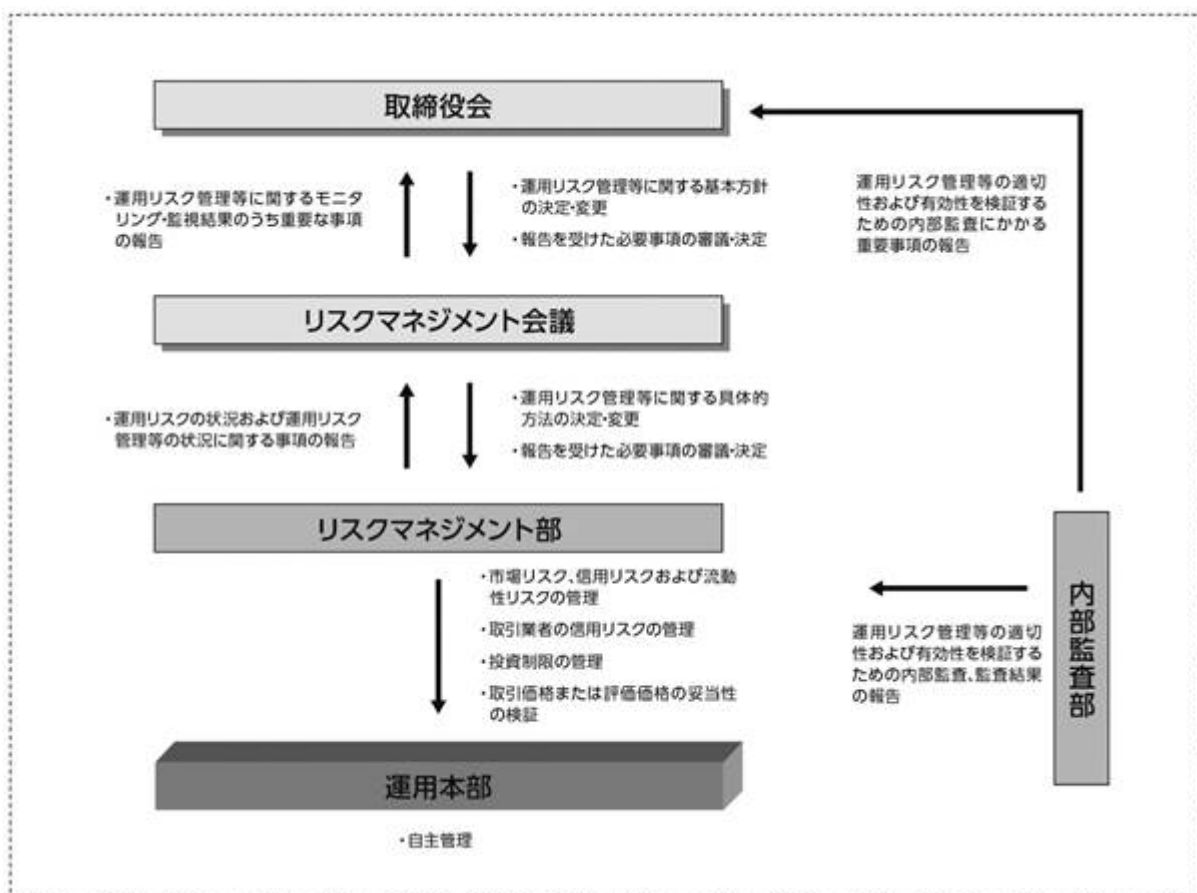 取締役会
・運用リスク管理等に関するモニタ
リング・監視結果のうち重要な事項
の報告
・運用リスク管理等に関する基本方針
の決定・変更
・報告を受けた必要事項の審議・決定
運用リスク管理等の適切
性および有効性を検証する
ための内部監査にかかる
重要事項の報告
リスクマネジメント会議
・運用リスクの状況および運用リスク
管理等の状況に関する事項の報告
・運用リスク管理等に関する具体的
方法の決定・変更
・報告を受けた必要事項の審議・決定
リスクマネジメント部
・市場リスク、信用リスクおよび流動
性リスクの管理
・取引業者の信用リスクの管理
・投資制限の管理
・取引価格または評価価格の妥当性
の検証
運用リスク管理等の適切
性および有効性を検証する
ための内部監査、監査結果
の報告
内部監査部
運用本部
・自主管理